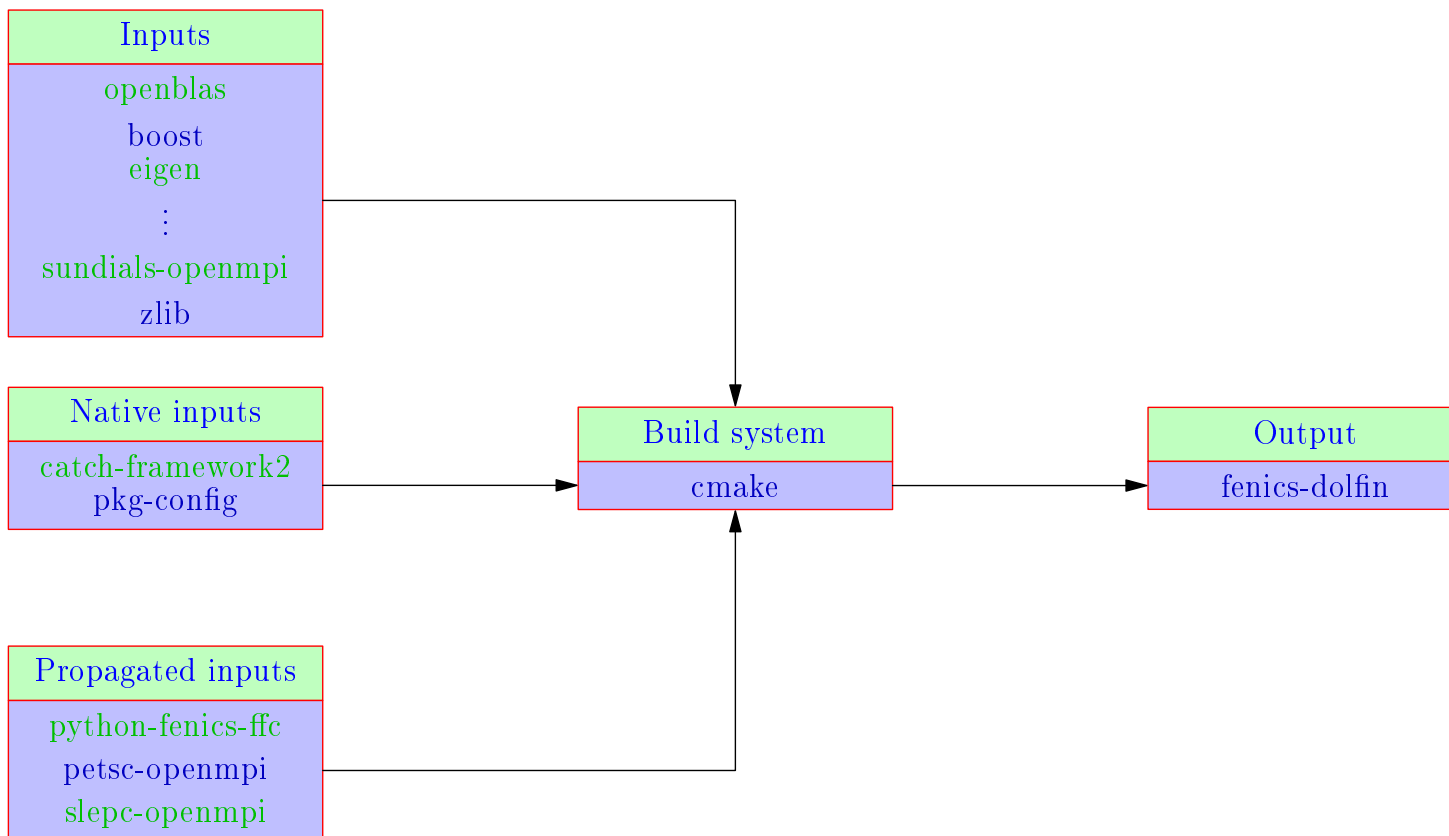 Inputs
openblas
boost
eigen
⋮
sundials-openmpi
zlib
Native inputs
catch-framework2
pkg-config
Build system
cmake
Output
fenics-dolfin
Propagated inputs
python-fenics-ffc
petsc-openmpi
slepc-openmpi